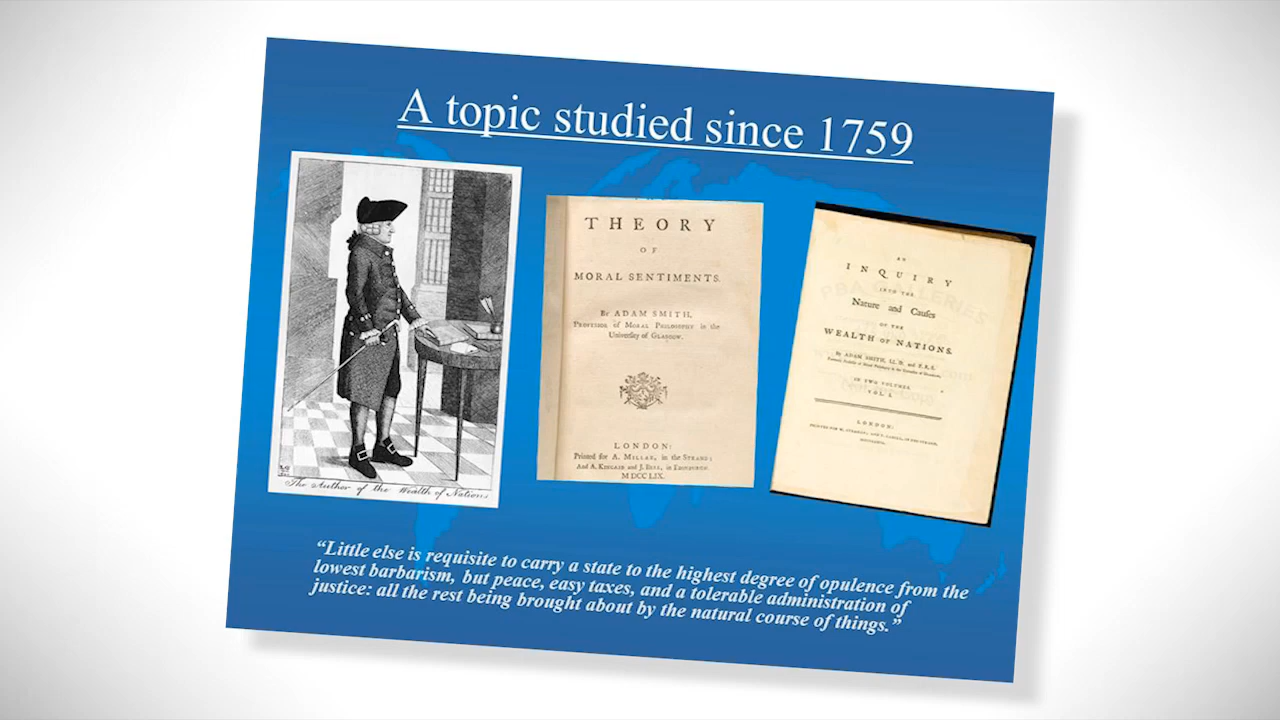 A topic studied since 1759
The Author of the Wealth of Nations
THEORY
OF
MORAL SENTIMENTS.
By ADAM SMITH,
Professor of Moral Philosophy in the
University of Glasgow.
LONDON:
Printed for A. Millar, in the Strand;
And A. Kincaid and J. Bell, in Edinburgh.
M DCC LIX.
AN
INQUIRY
INTO THE
Nature and Causes
OF THE
WEALTH OF NATIONS.
By ADAM SMITH, LL.D. and F.R.S.
IN TWO VOLUMES.
VOL. I.
LONDON:
“Little else is requisite to carry a state to the highest degree of opulence from the
lowest barbarism, but peace, easy taxes, and a tolerable administration of
justice: all the rest being brought about by the natural course of things.”